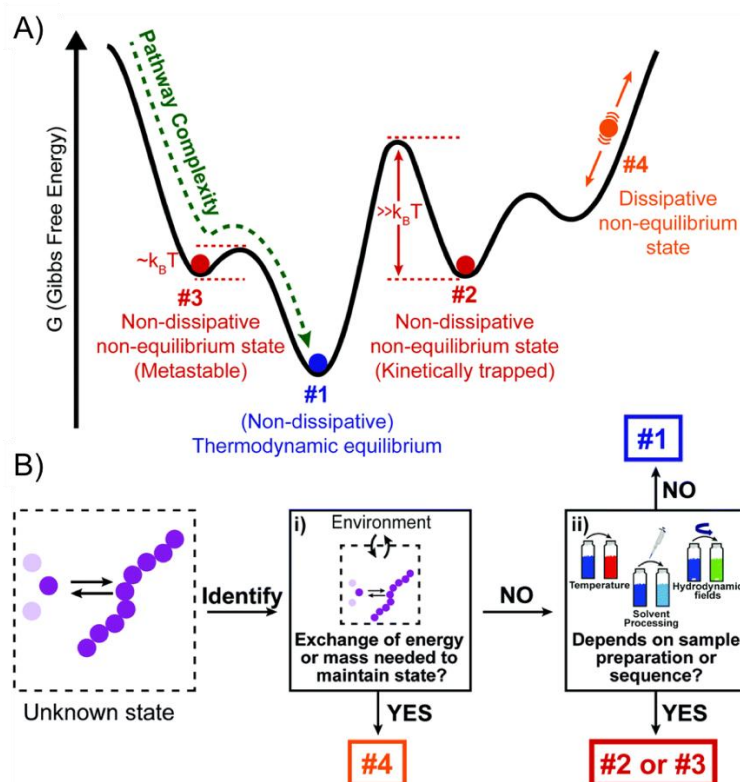 A)
G (Gibbs Free Energy)
Pathway Complexity
~k_BT
#3
Non-dissipative
non-equilibrium state
(Metastable)
#1
(Non-dissipative)
Thermodynamic equilibrium
>>k_BT
#2
Non-dissipative
non-equilibrium state
(Kinetically trapped)
#4
Dissipative
non-equilibrium
state
B)
Unknown state
Identify
i)
Environment
Exchange of energy
or mass needed to
maintain state?
YES
#4
NO
ii)
Temperature
Solvent
Processing
Hydrodynamic
fields
Depends on sample
preparation or
sequence?
NO
#1
YES
#2 or #3